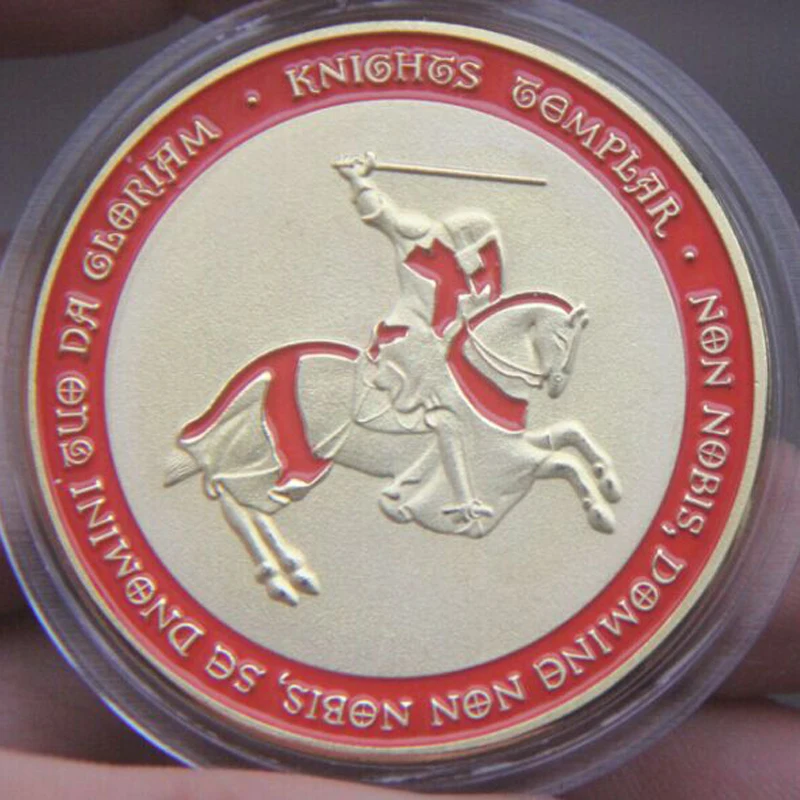 KNIGHTS TEMPLAR · NON NOBIS, DOMINE NON NOBIS, SE DNOMINI TUO DA GLORIAM ·